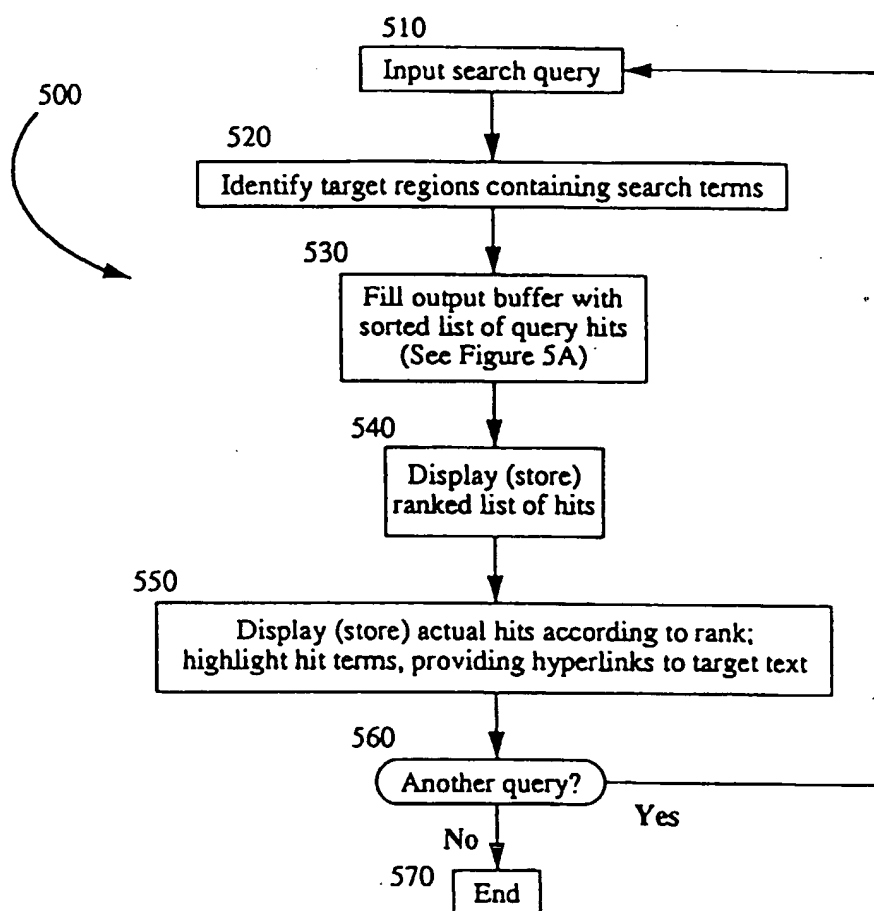 510
Input search query
500
520
Identify target regions containing search terms
530
Fill output buffer with
sorted list of query hits
(See Figure 5A)
540
Display (store)
ranked list of hits
550
Display (store) actual hits according to rank;
highlight hit terms, providing hyperlinks to target text
560
Another query?
Yes
No
570
End